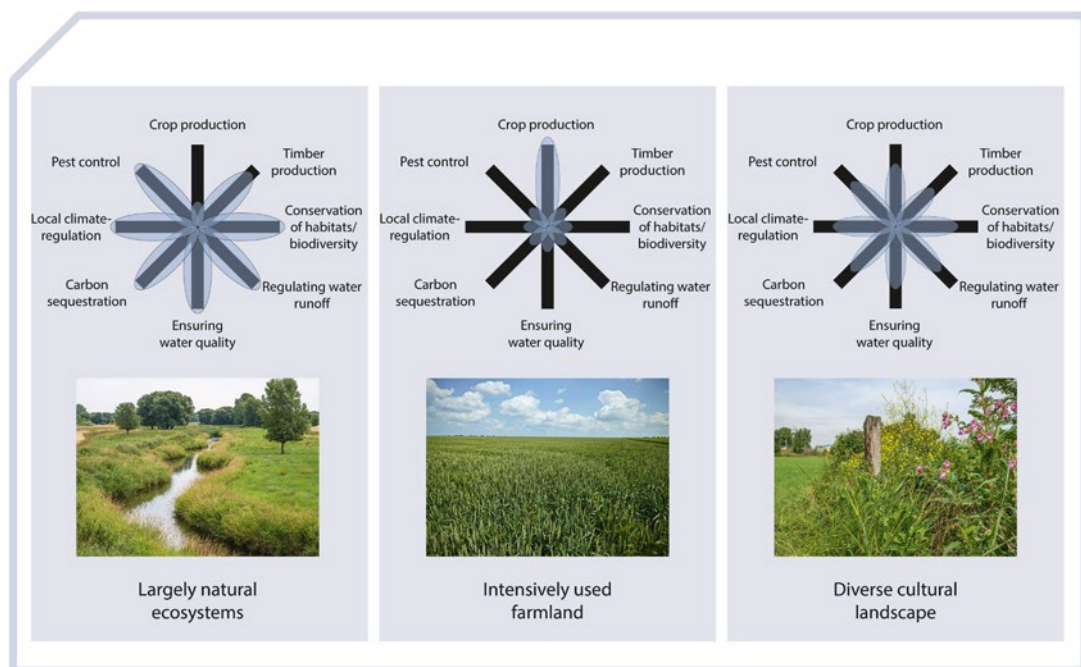 Crop production
Pest control
Timber
production
Local climate-
regulation
Conservation
of habitats/
biodiversity
Carbon
sequestration
Regulating water
runoff
Ensuring
water quality
Largely natural
ecosystems
Crop production
Pest control
Timber
production
Local climate-
regulation
Conservation
of habitats/
biodiversity
Carbon
sequestration
Regulating water
runoff
Ensuring
water quality
Intensively used
farmland
Crop production
Pest control
Timber
production
Local climate-
regulation
Conservation
of habitats/
biodiversity
Carbon
sequestration
Regulating water
runoff
Ensuring
water quality
Diverse cultural
landscape